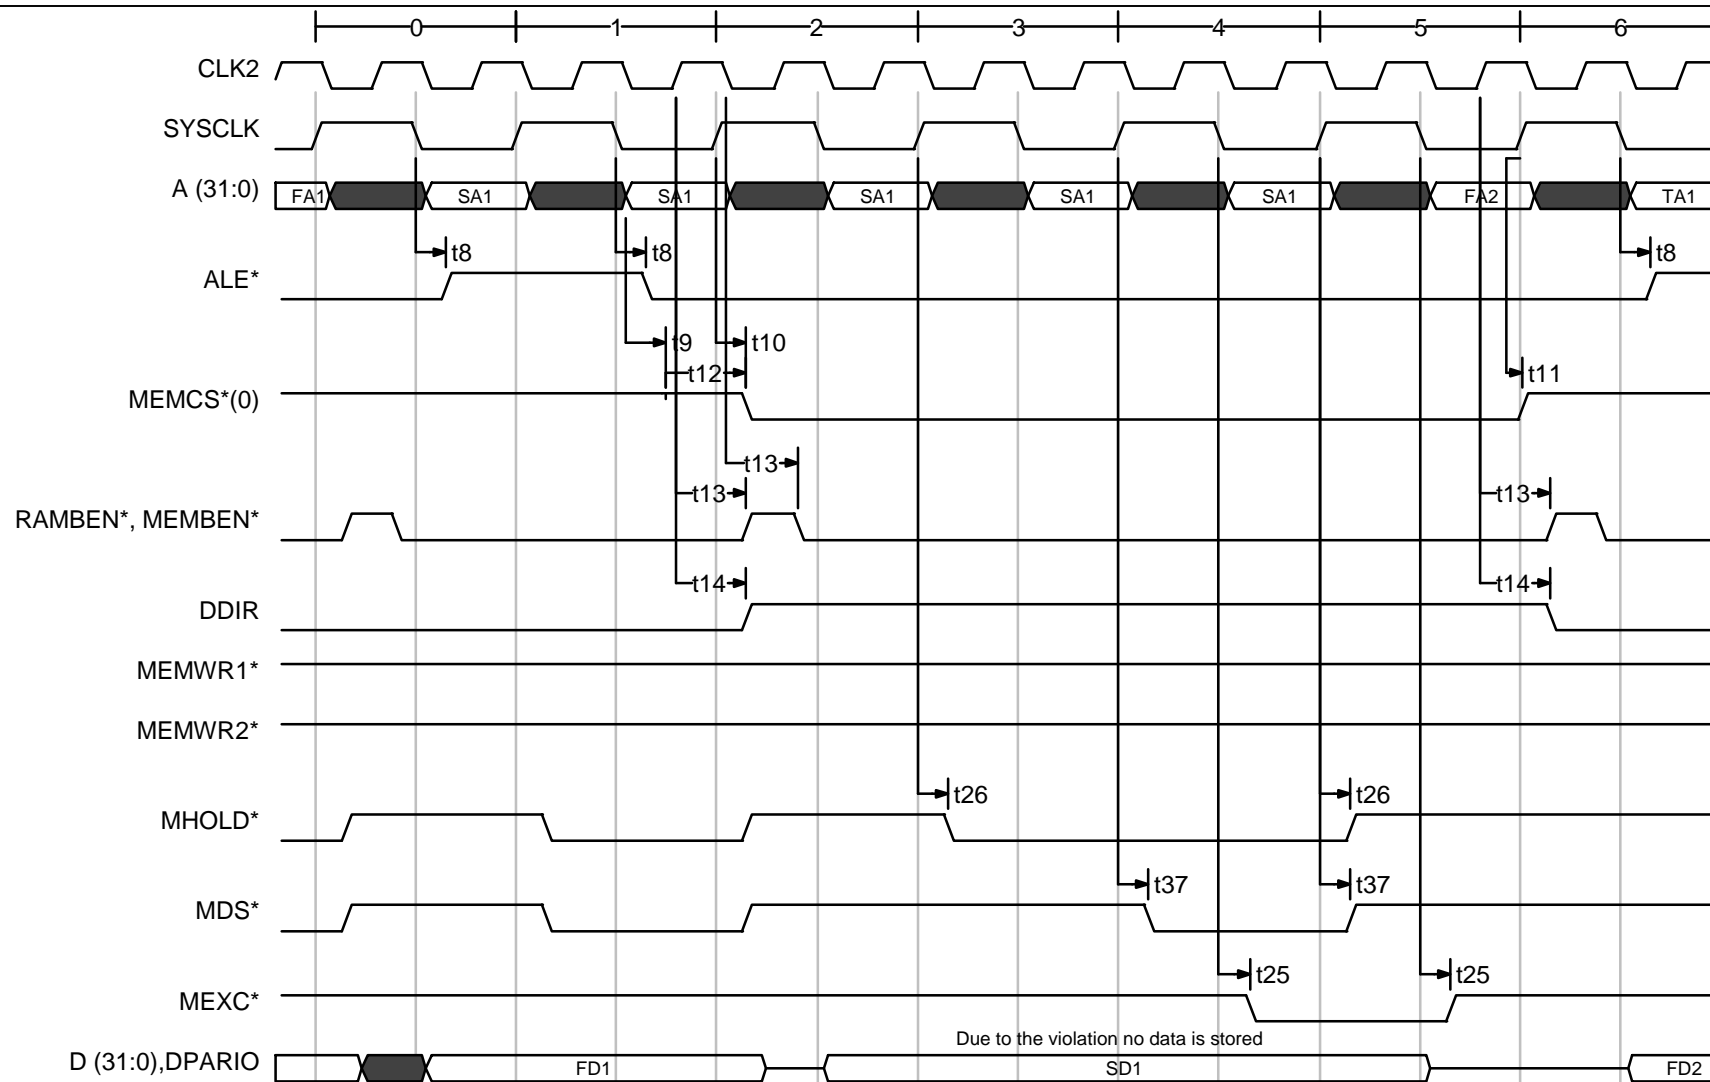 0 1 2 3 4 5 6
CLK2
SYSCLK
A (31:0) FA1 SA1 SA1 SA1 SA1 SA1 FA2 TA1
t8 t8 t8
ALE*
t9 t10
t12 t11
MEMCS*(0)
t13
t13 t13
RAMBEN*, MEMBEN*
t14 t14
DDIR
MEMWR1*
MEMWR2*
t26 t26
MHOLD*
t37 t37
MDS*
t25 t25
MEXC*
Due to the violation no data is stored
D (31:0),DPARIO FD1 SD1 FD2